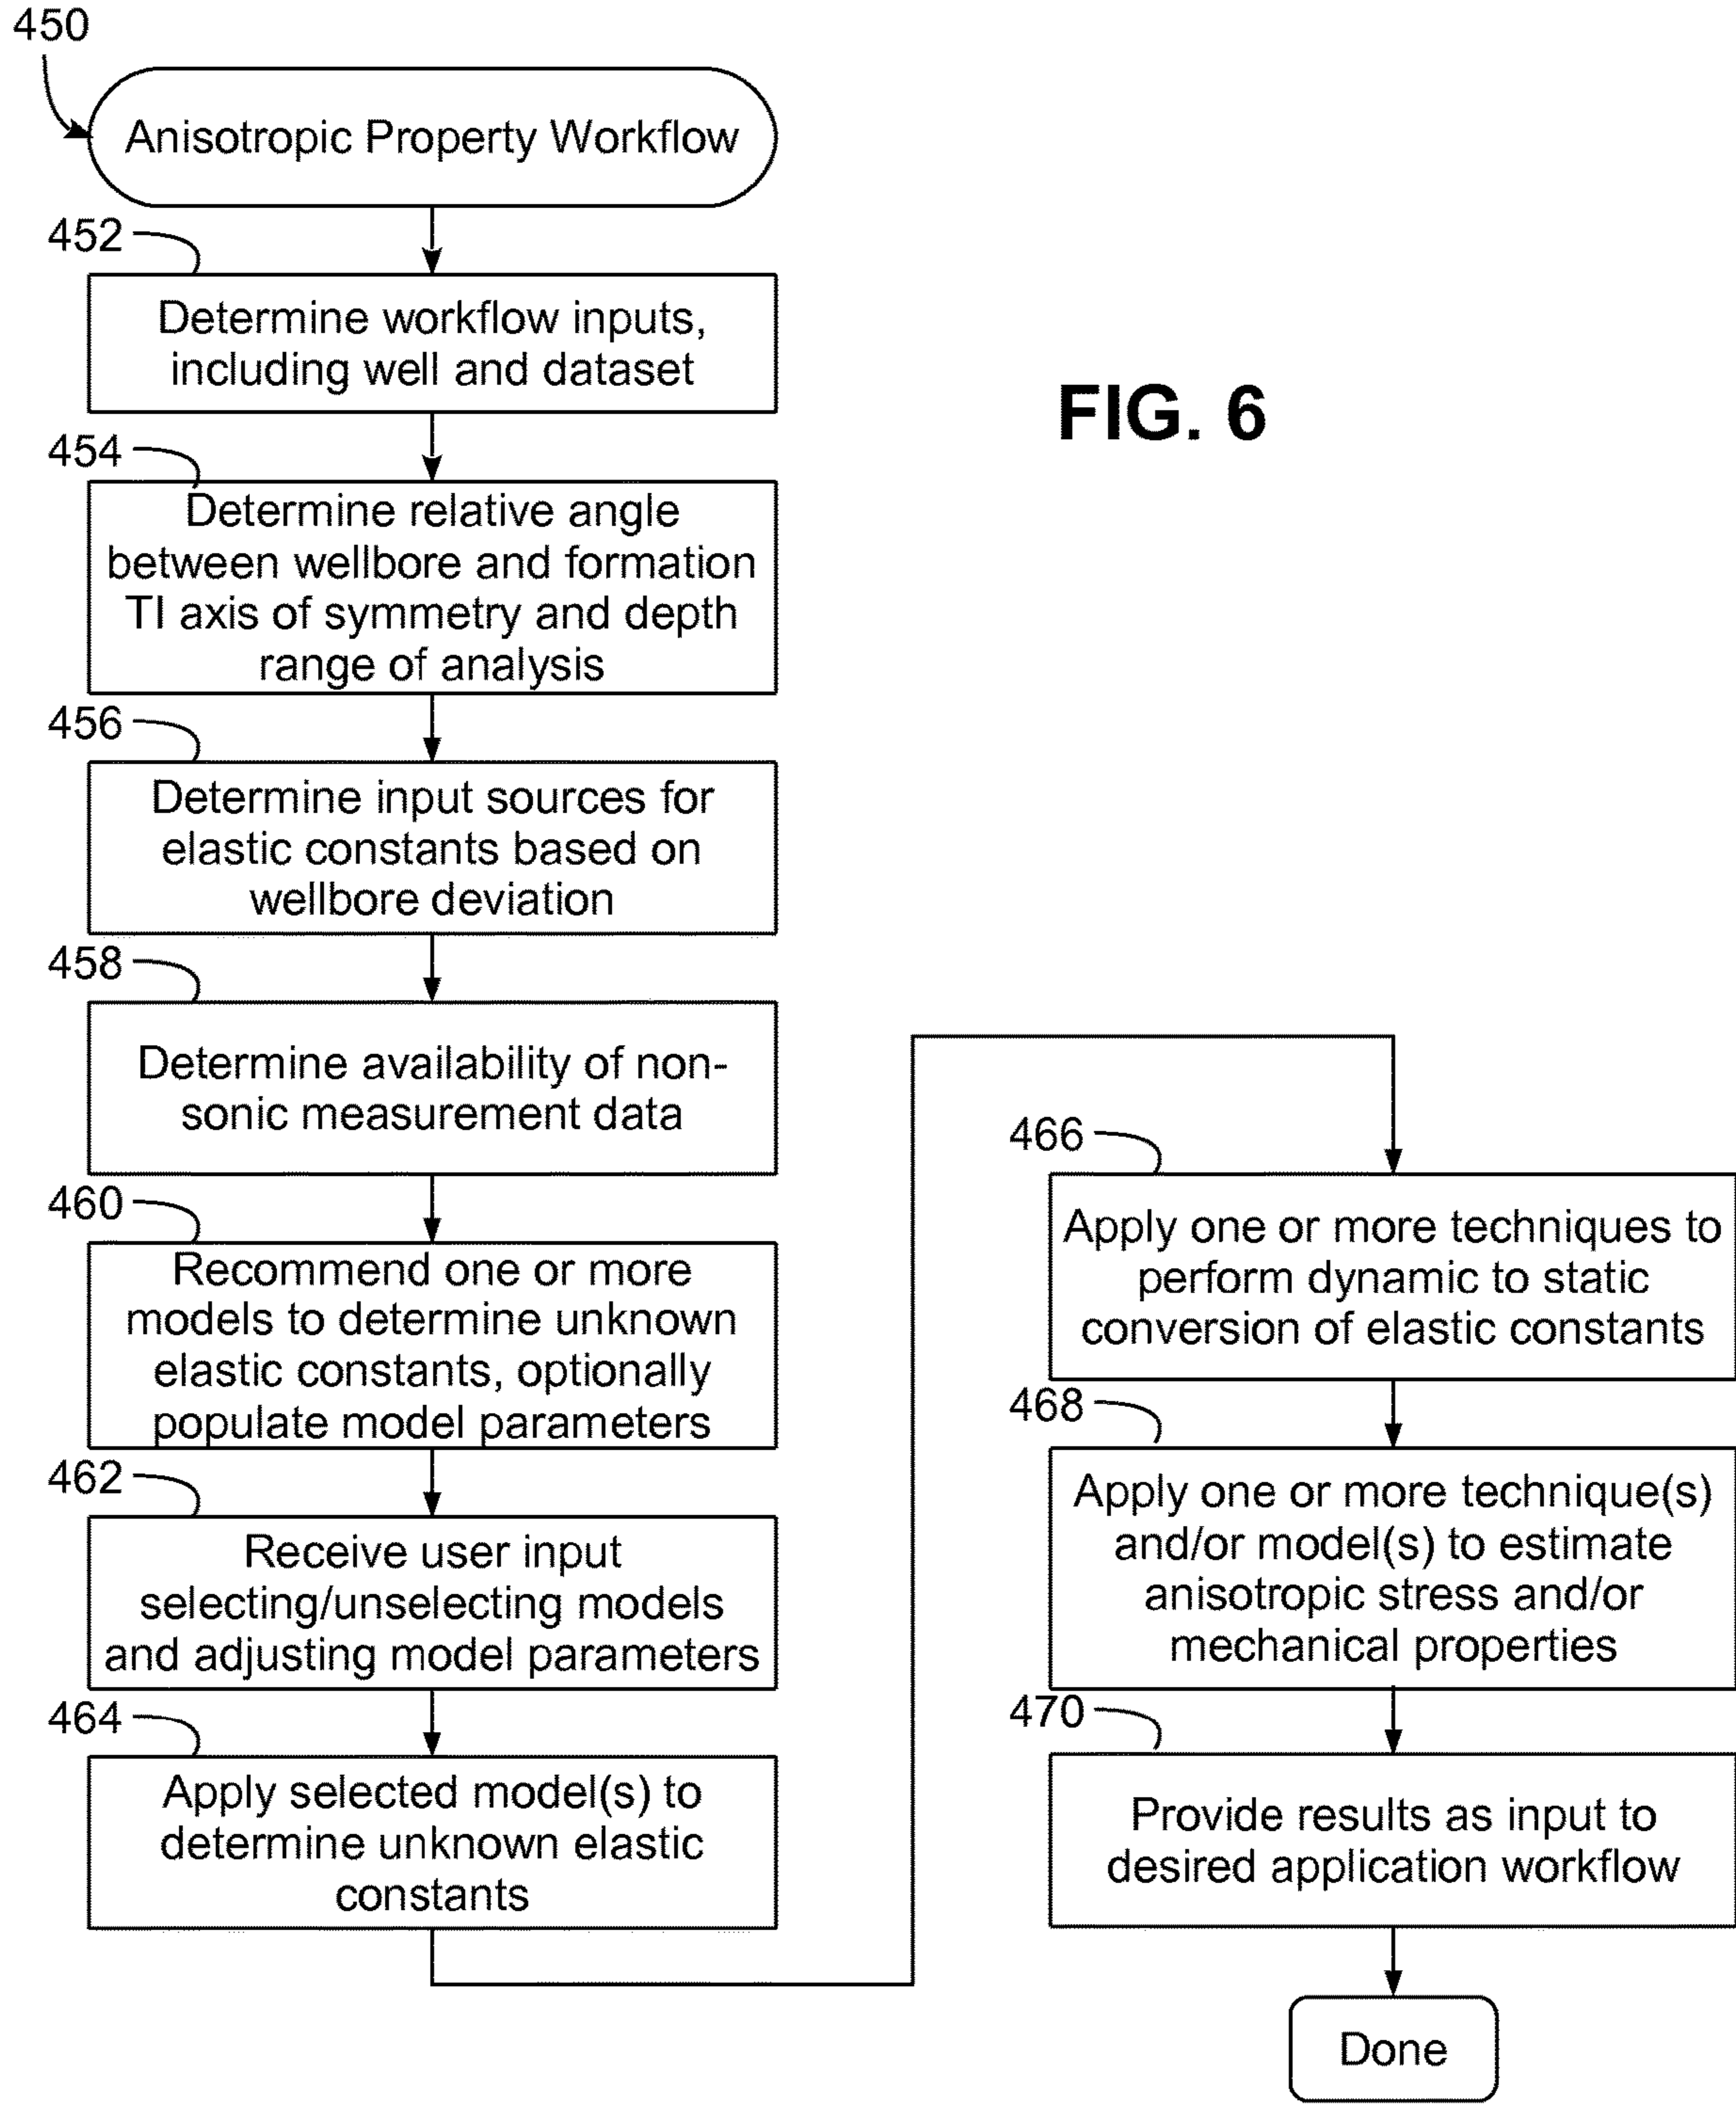 450
Anisotropic Property Workflow
452
Determine workflow inputs,
including well and dataset
454
Determine relative angle
between wellbore and formation
TI axis of symmetry and depth
range of analysis
456
Determine input sources for
elastic constants based on
wellbore deviation
458
Determine availability of non-
sonic measurement data
460
Recommend one or more
models to determine unknown
elastic constants, optionally
populate model parameters
462
Receive user input
selecting/unselecting models
and adjusting model parameters
464
Apply selected model(s) to
determine unknown elastic
constants
FIG. 6
466
Apply one or more techniques to
perform dynamic to static
conversion of elastic constants
468
Apply one or more technique(s)
and/or model(s) to estimate
anisotropic stress and/or
mechanical properties
470
Provide results as input to
desired application workflow
Done